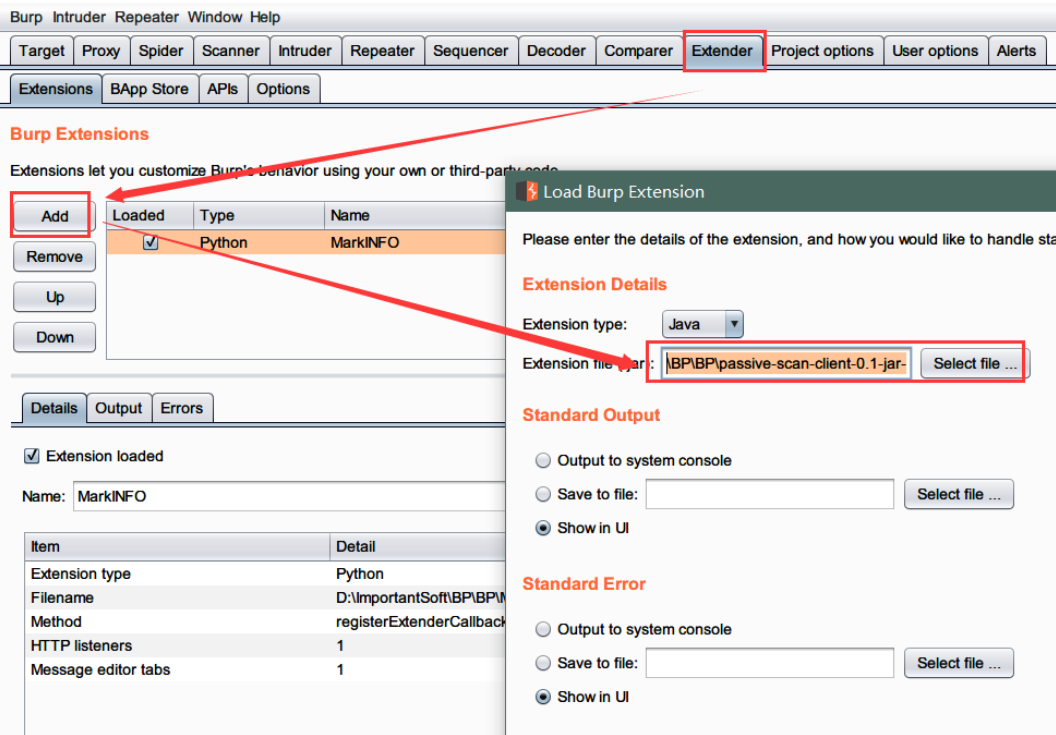 Burp Intruder Repeater Window Help
Target Proxy Spider Scanner Intruder Repeater Sequencer Decoder Comparer Extender Project options User options Alerts
Extensions BApp Store APIs Options
Burp Extensions
Extensions let you customize Burp's behavior using your own or third-party code.
Add
Remove
Up
Down
Loaded Type Name
Python MarkINFO
Details Output Errors
Extension loaded
Name: MarkINFO
Item Detail
Extension type Python
Filename D:\ImportantSoft\BP\BP\M
Method registerExtenderCallback
HTTP listeners 1
Message editor tabs 1
Load Burp Extension
Please enter the details of the extension, and how you would like to handle sta
Extension Details
Extension type: Java
Extension file jar : \BP\BP\passive-scan-client-0.1-jar- Select file ...
Standard Output
Output to system console
Save to file: Select file ...
Show in UI
Standard Error
Output to system console
Save to file: Select file ...
Show in UI